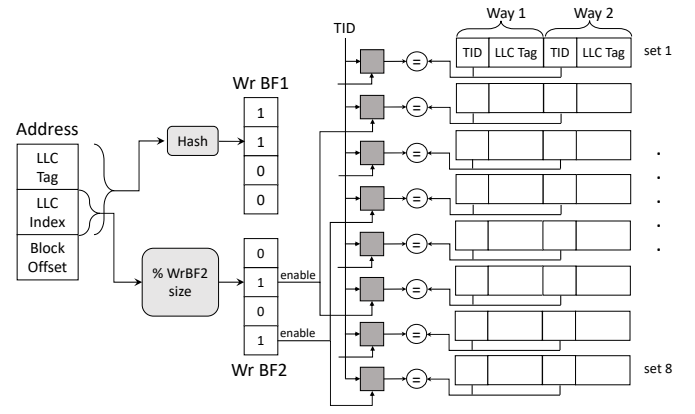 Way 1
Way 2
TID
TID
LLC Tag
TID
LLC Tag
set 1
=
=
=
=
=
=
=
=
Wr BF1
1
1
0
0
Hash
Address
LLC
Tag
LLC
Index
Block
Offset
% WrBF2
size
0
1
0
1
enable
enable
Wr BF2
.
.
.
.
.
set 8